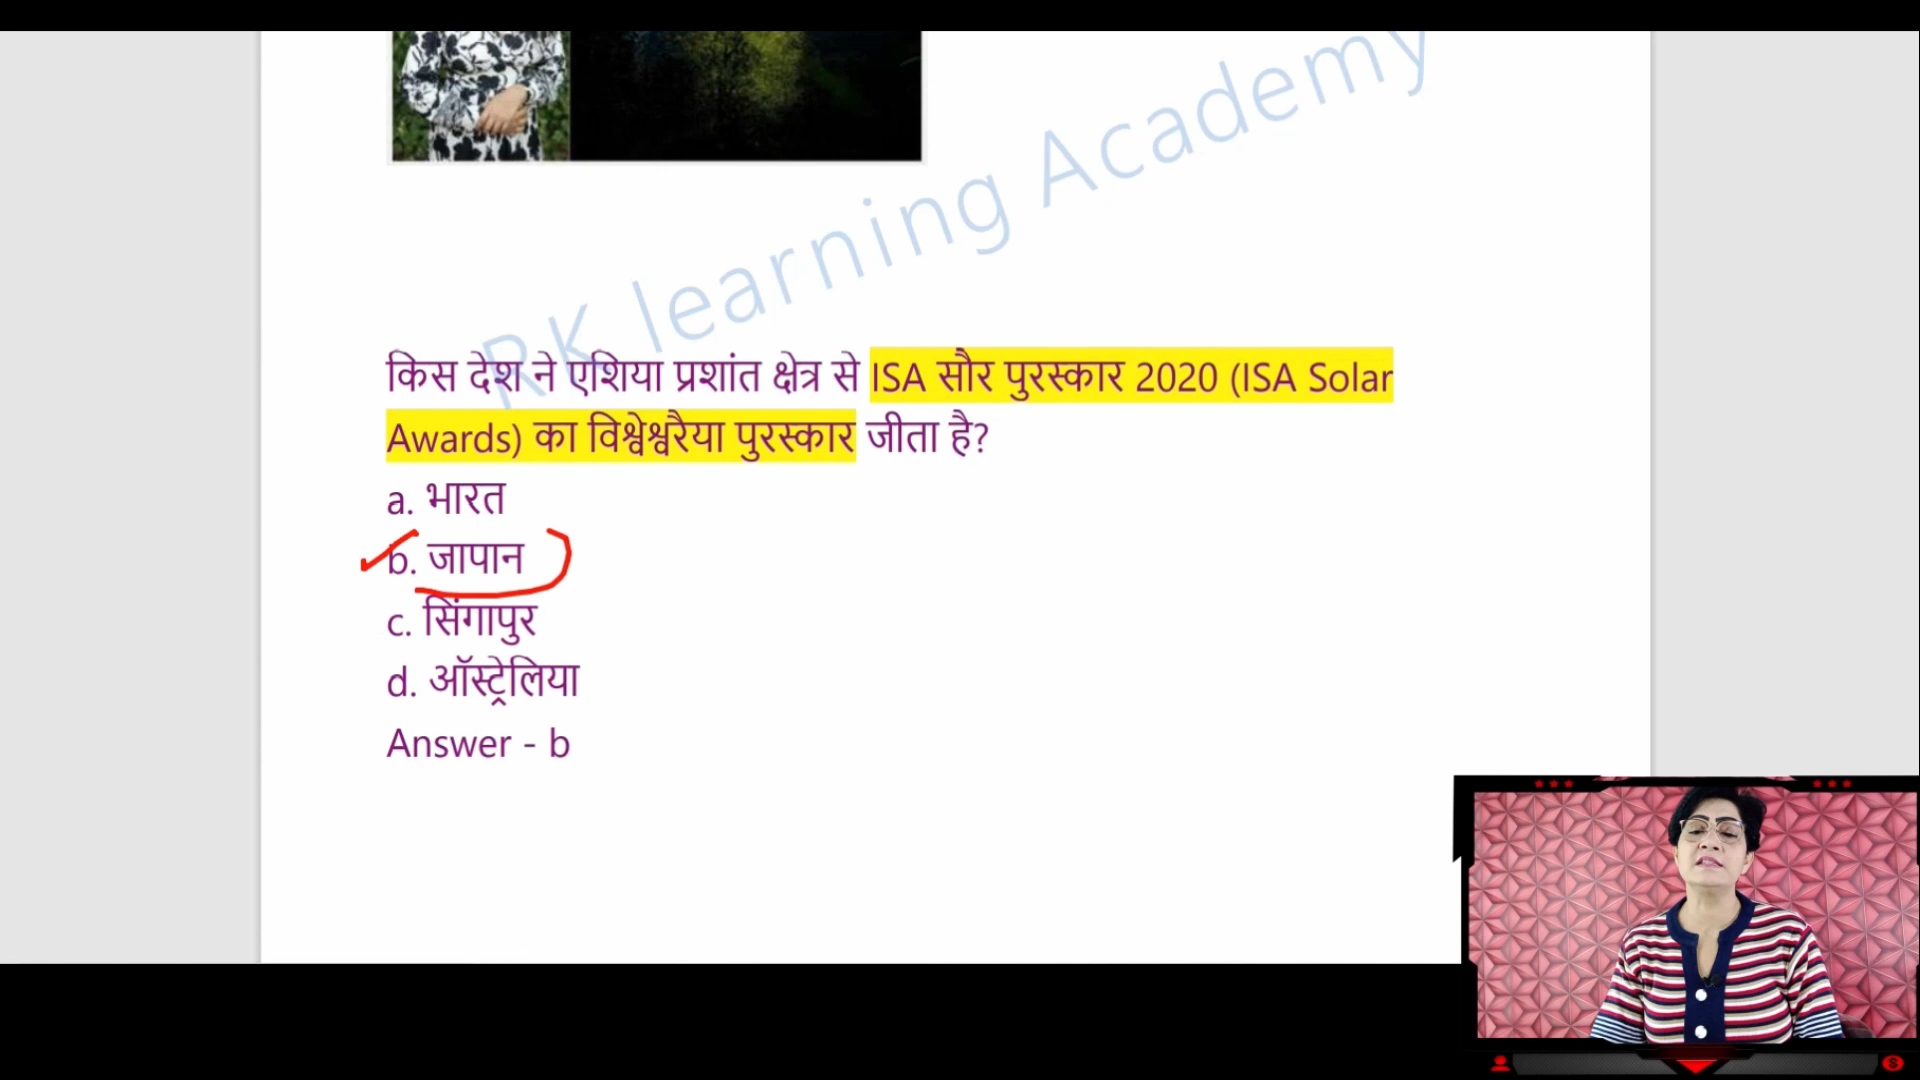 RK learning Academy
किस देश ने एशिया प्रशांत क्षेत्र से ISA सौर पुरस्कार 2020 (ISA Solar
Awards) का विश्वेश्वरैया पुरस्कार जीता है?
a. भारत
b. जापान
c. सिंगापुर
d. ऑस्ट्रेलिया
Answer - b